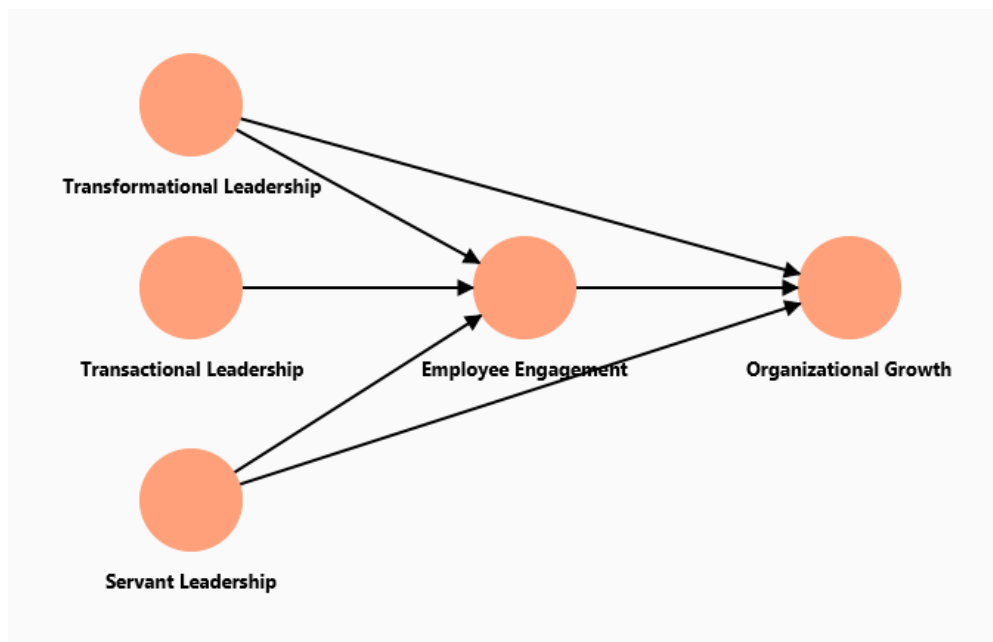 Transformational Leadership
Transactional Leadership
Employee Engagement
Organizational Growth
Servant Leadership